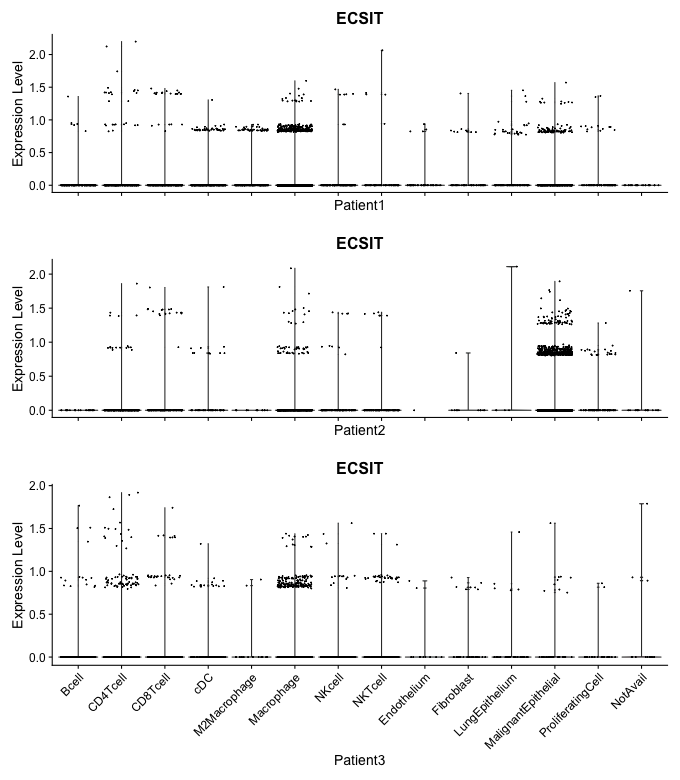 ECSIT
Expression Level
2.0
1.5
1.0
0.5
0.0
Patient1
ECSIT
Expression Level
2.0
1.5
1.0
0.5
0.0
Patient2
ECSIT
Expression Level
2.0
1.5
1.0
0.5
0.0
Bcell
CD4Tcell
CD8Tcell
cDC
M2Macrophage
Macrophage
NKcell
NKTcell
Endothelium
Fibroblast
LungEpithelium
MalignantEpithelial
ProliferatingCell
NotAvail
Patient3